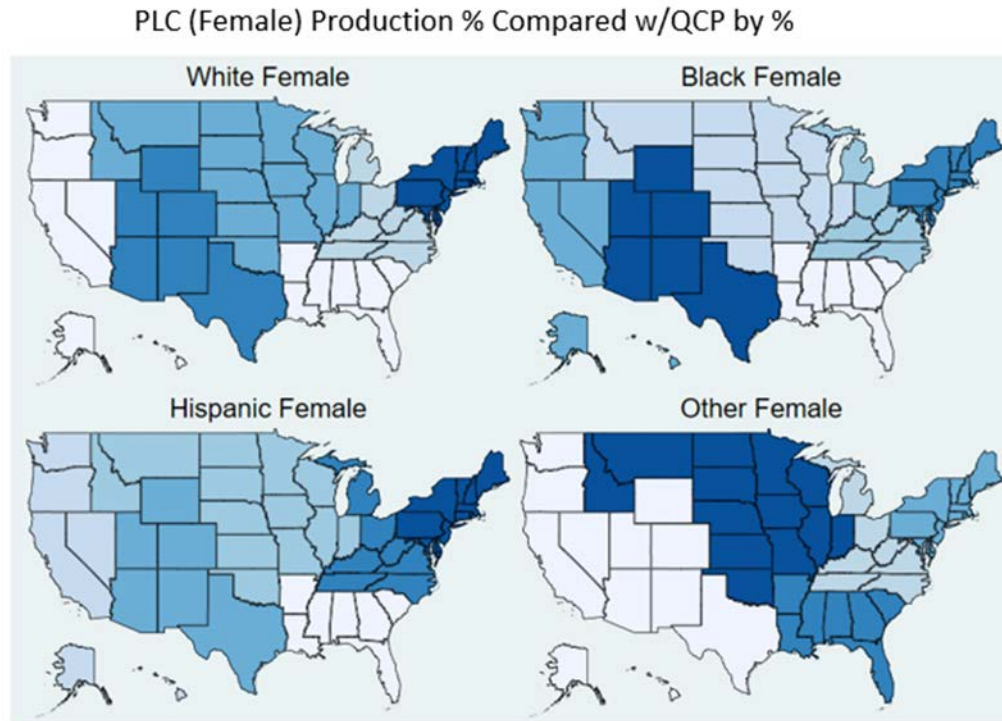 PLC (Female) Production % Compared w/QCP by %
White Female
Black Female
Hispanic Female
Other Female